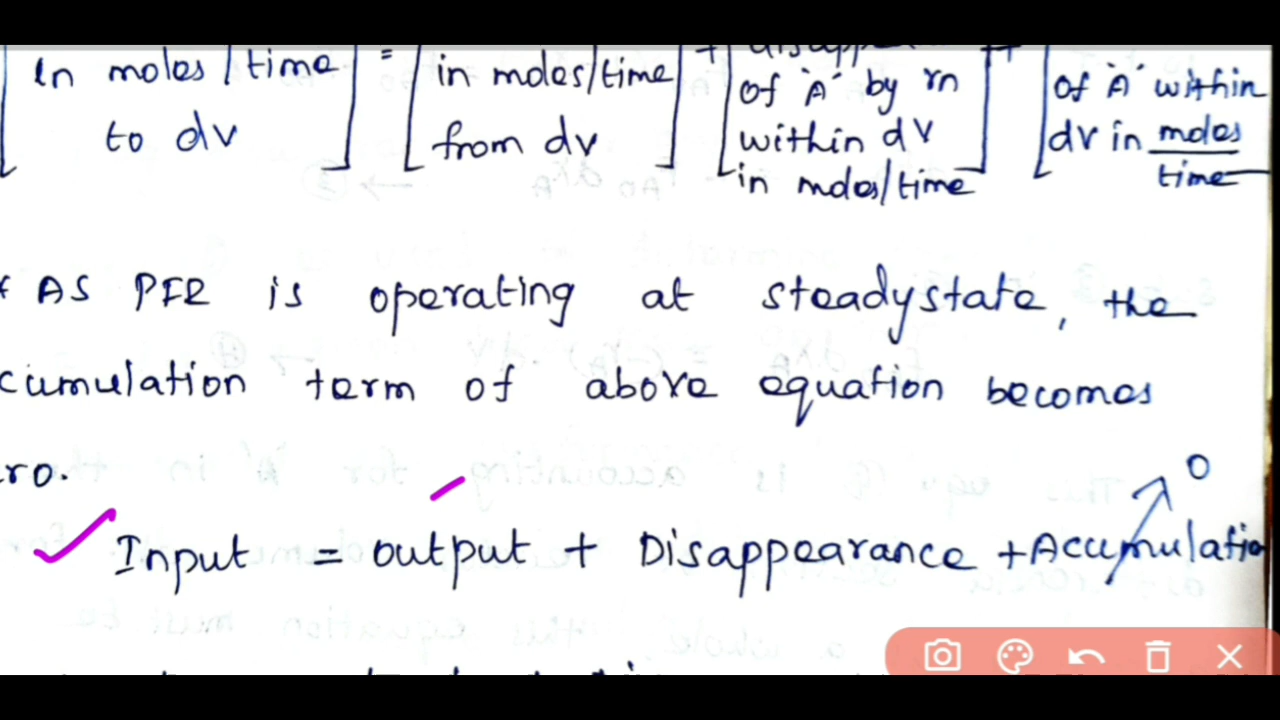 in moles/time = in moles/time + disapp of 'A' within
to dv from dv of 'A' by rn dv in moles/time
within dv
in moles/time
AS PFR is operating at steadystate, the
cumulation term of above equation becomes
ro.
0
Input = output + Disappearance + Accumulatio